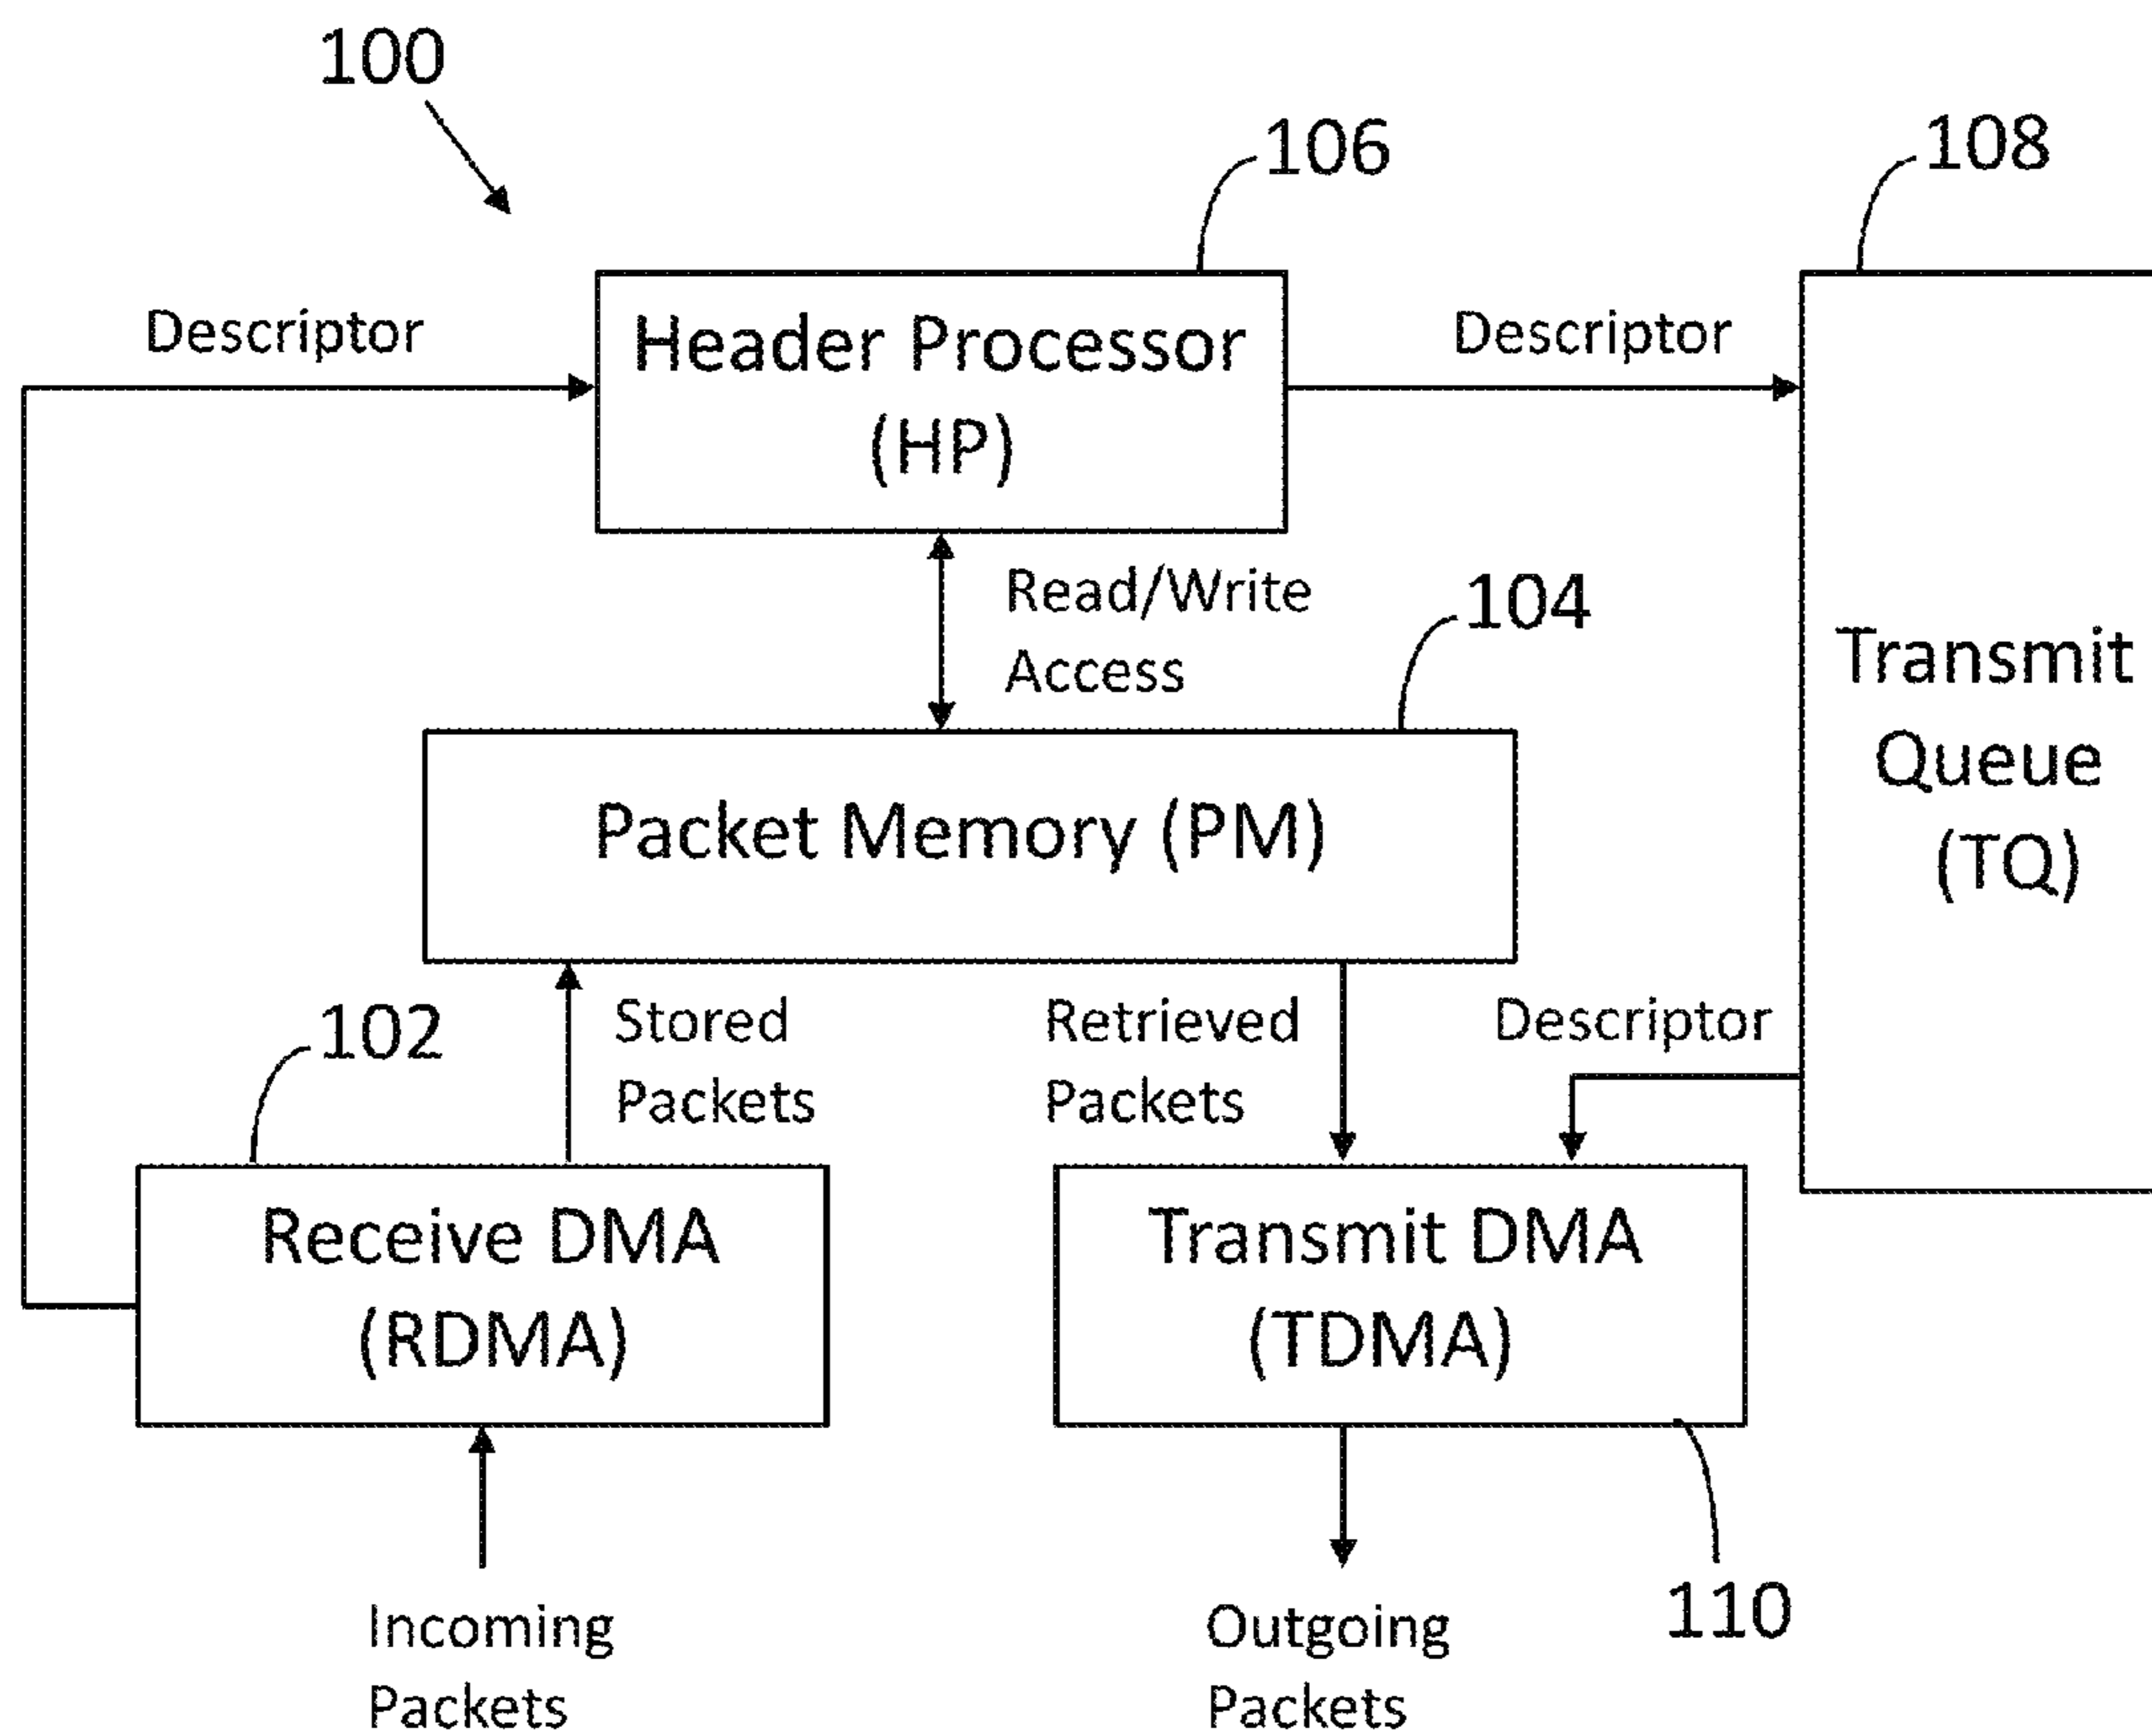 100
106
108
Descriptor
Header Processor
(HP)
Descriptor
Read/Write
Access
104
Transmit
Queue
(TQ)
Packet Memory (PM)
102
Stored
Packets
Retrieved
Packets
Descriptor
Receive DMA
(RDMA)
Transmit DMA
(TDMA)
Incoming
Packets
Outgoing
Packets
110